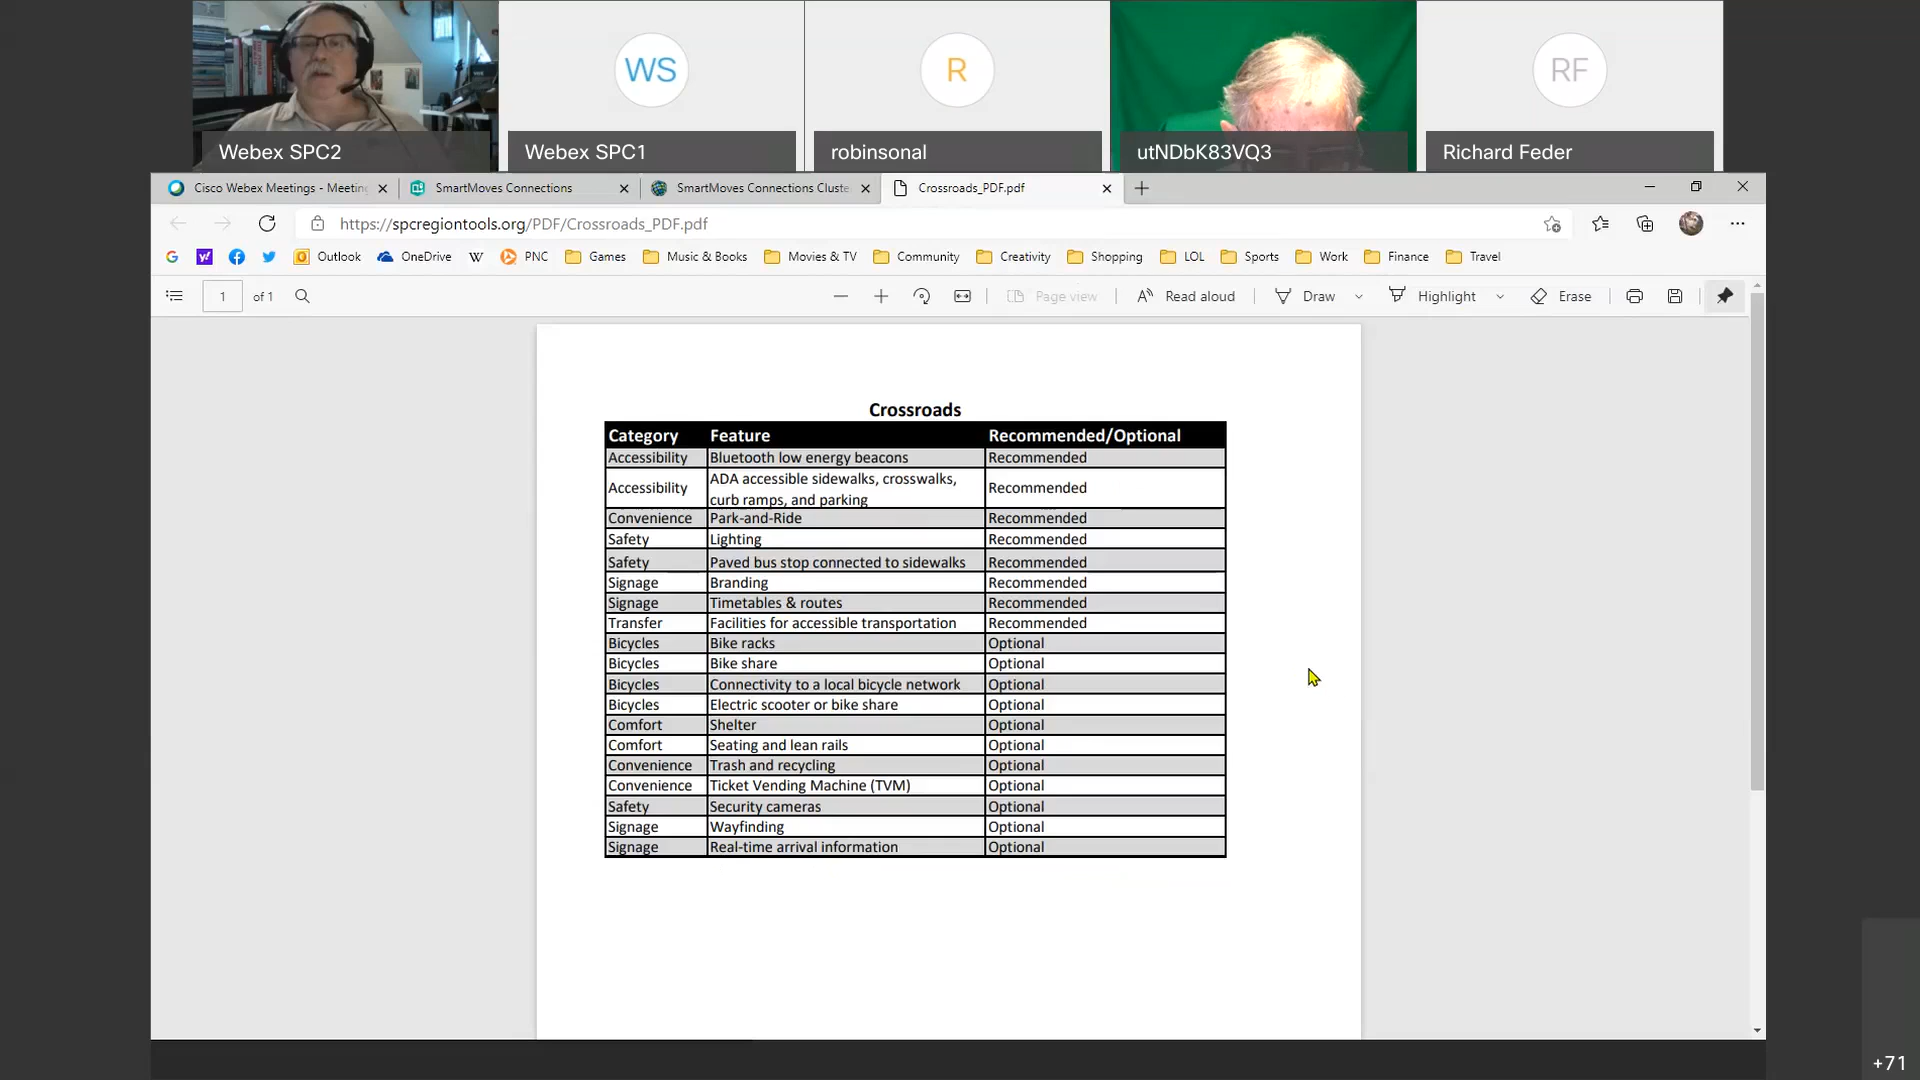 WS
R
RF
Webex SPC2
Webex SPC1
robinsonal
utNDbK83VQ3
Richard Feder
Cisco Webex Meetings - Meeting
SmartMoves Connections
SmartMoves Connections Cluste
Crossroads_PDF.pdf
https://spcregiontools.org/PDF/Crossroads_PDF.pdf
Outlook
OneDrive
W
PNC
Games
Music & Books
Movies & TV
Community
Creativity
Shopping
LOL
Sports
Work
Finance
Travel
1 of 1
Page view
Read aloud
Draw
Highlight
Erase
Crossroads
Category Feature Recommended/Optional
Accessibility Bluetooth low energy beacons Recommended
Accessibility ADA accessible sidewalks, crosswalks, curb ramps, and parking Recommended
Convenience Park-and-Ride Recommended
Safety Lighting Recommended
Safety Paved bus stop connected to sidewalks Recommended
Signage Branding Recommended
Signage Timetables & routes Recommended
Transfer Facilities for accessible transportation Recommended
Bicycles Bike racks Optional
Bicycles Bike share Optional
Bicycles Connectivity to a local bicycle network Optional
Bicycles Electric scooter or bike share Optional
Comfort Shelter Optional
Comfort Seating and lean rails Optional
Convenience Trash and recycling Optional
Convenience Ticket Vending Machine (TVM) Optional
Safety Security cameras Optional
Signage Wayfinding Optional
Signage Real-time arrival information Optional
+71